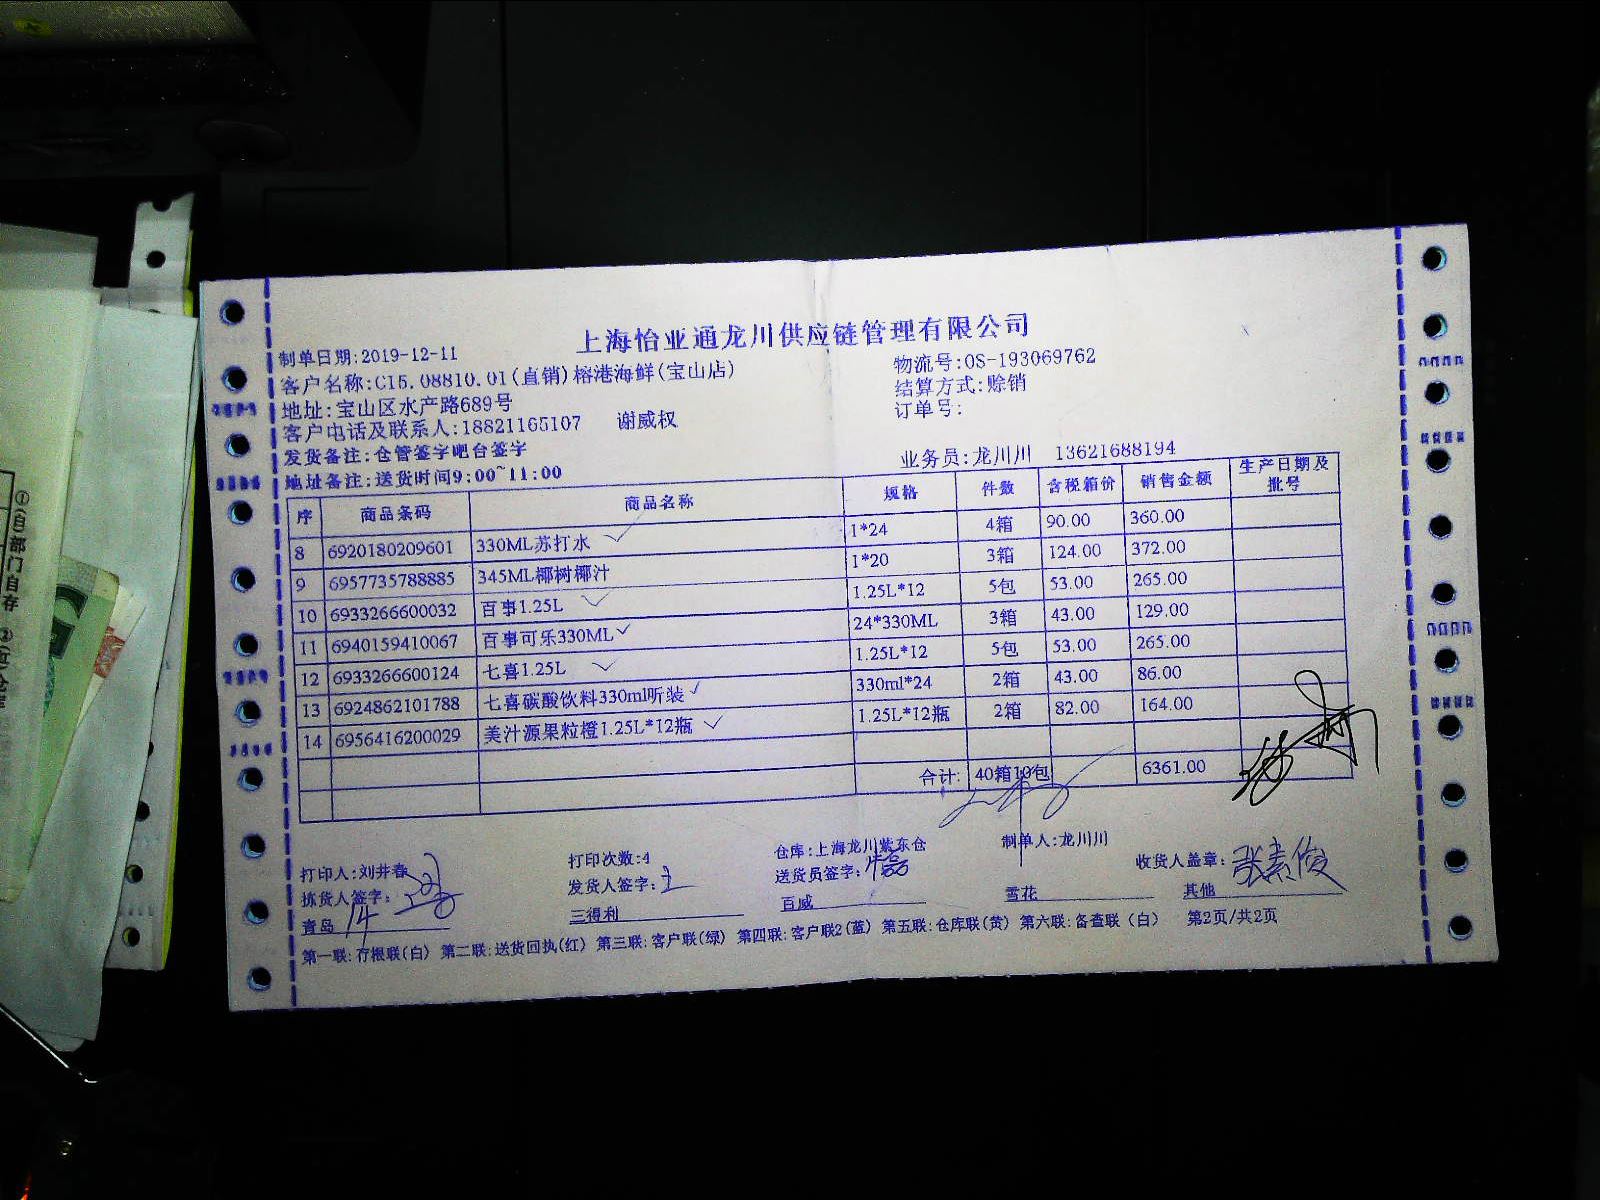 上海怡亚通龙川供应链管理有限公司
制单日期:2019-12-11
物流号:OS-193069762
客户名称:C15.08810.01(直销)榕港海鲜(宝山店)
结算方式:赊销
地址:宝山区水产路689号
订单号:
客户电话及联系人:18821165107 谢威权
发货备注:仓管签字吧台签字
业务员:龙川川 13621688194
地址备注:送货时间9:00~11:00
序 商品条码 商品名称 规格 件数 含税箱价 销售金额 生产日期及批号
8 6920180209601 330ML苏打水 1*24 4箱 90.00 360.00
9 6957735788885 345ML椰树椰汁 1*20 3箱 124.00 372.00
10 6933266600032 百事1.25L 1.25L*12 5包 53.00 265.00
11 6940159410067 百事可乐330ML 24*330ML 3箱 43.00 129.00
12 6933266600124 七喜1.25L 1.25L*12 5包 53.00 265.00
13 6924862101788 七喜碳酸饮料330ml听装 330ml*24 2箱 43.00 86.00
14 6956416200029 美汁源果粒橙1.25L*12瓶 1.25L*12瓶 2箱 82.00 164.00
合计: 40箱10包 6361.00
打印人:刘井春 打印次数:4 仓库:上海龙川紫东仓 制单人:龙川川
拣货人签字: 发货人签字:王 送货员签字: 收货人盖章:张素俊
青岛 14 三得利 百威 雪花 其他
第一联:存根联(白) 第二联:送货回执(红) 第三联:客户联(绿) 第四联:客户联2(蓝) 第五联:仓库联(黄) 第六联:备查联(白) 第2页/共2页
①(白)部门自存